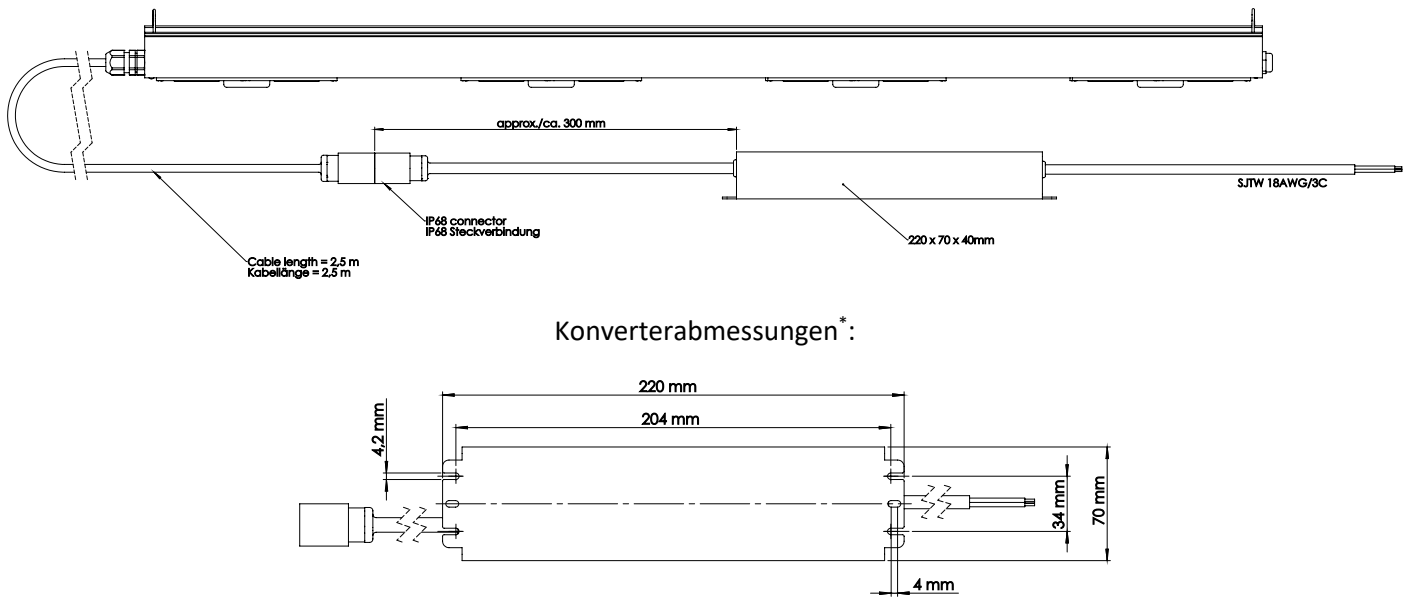 approx./ca. 300 mm
SJTW 18AWG/3C
IP68 connector
IP68 Steckverbindung
220 x 70 x 40mm
Cable length = 2,5 m
Kabellänge = 2,5 m
Konverterabmessungen*:
220 mm
204 mm
4,2 mm
34 mm
70 mm
4 mm